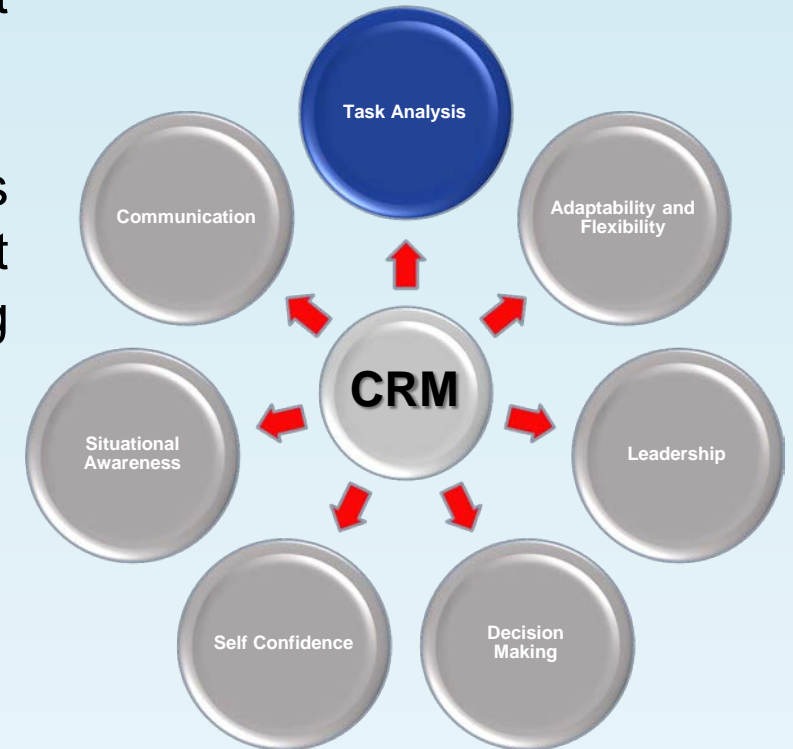 t
s
t
g
Task Analysis
Adaptability and
Flexibility
Leadership
Decision
Making
Self Confidence
Situational
Awareness
Communication
CRM